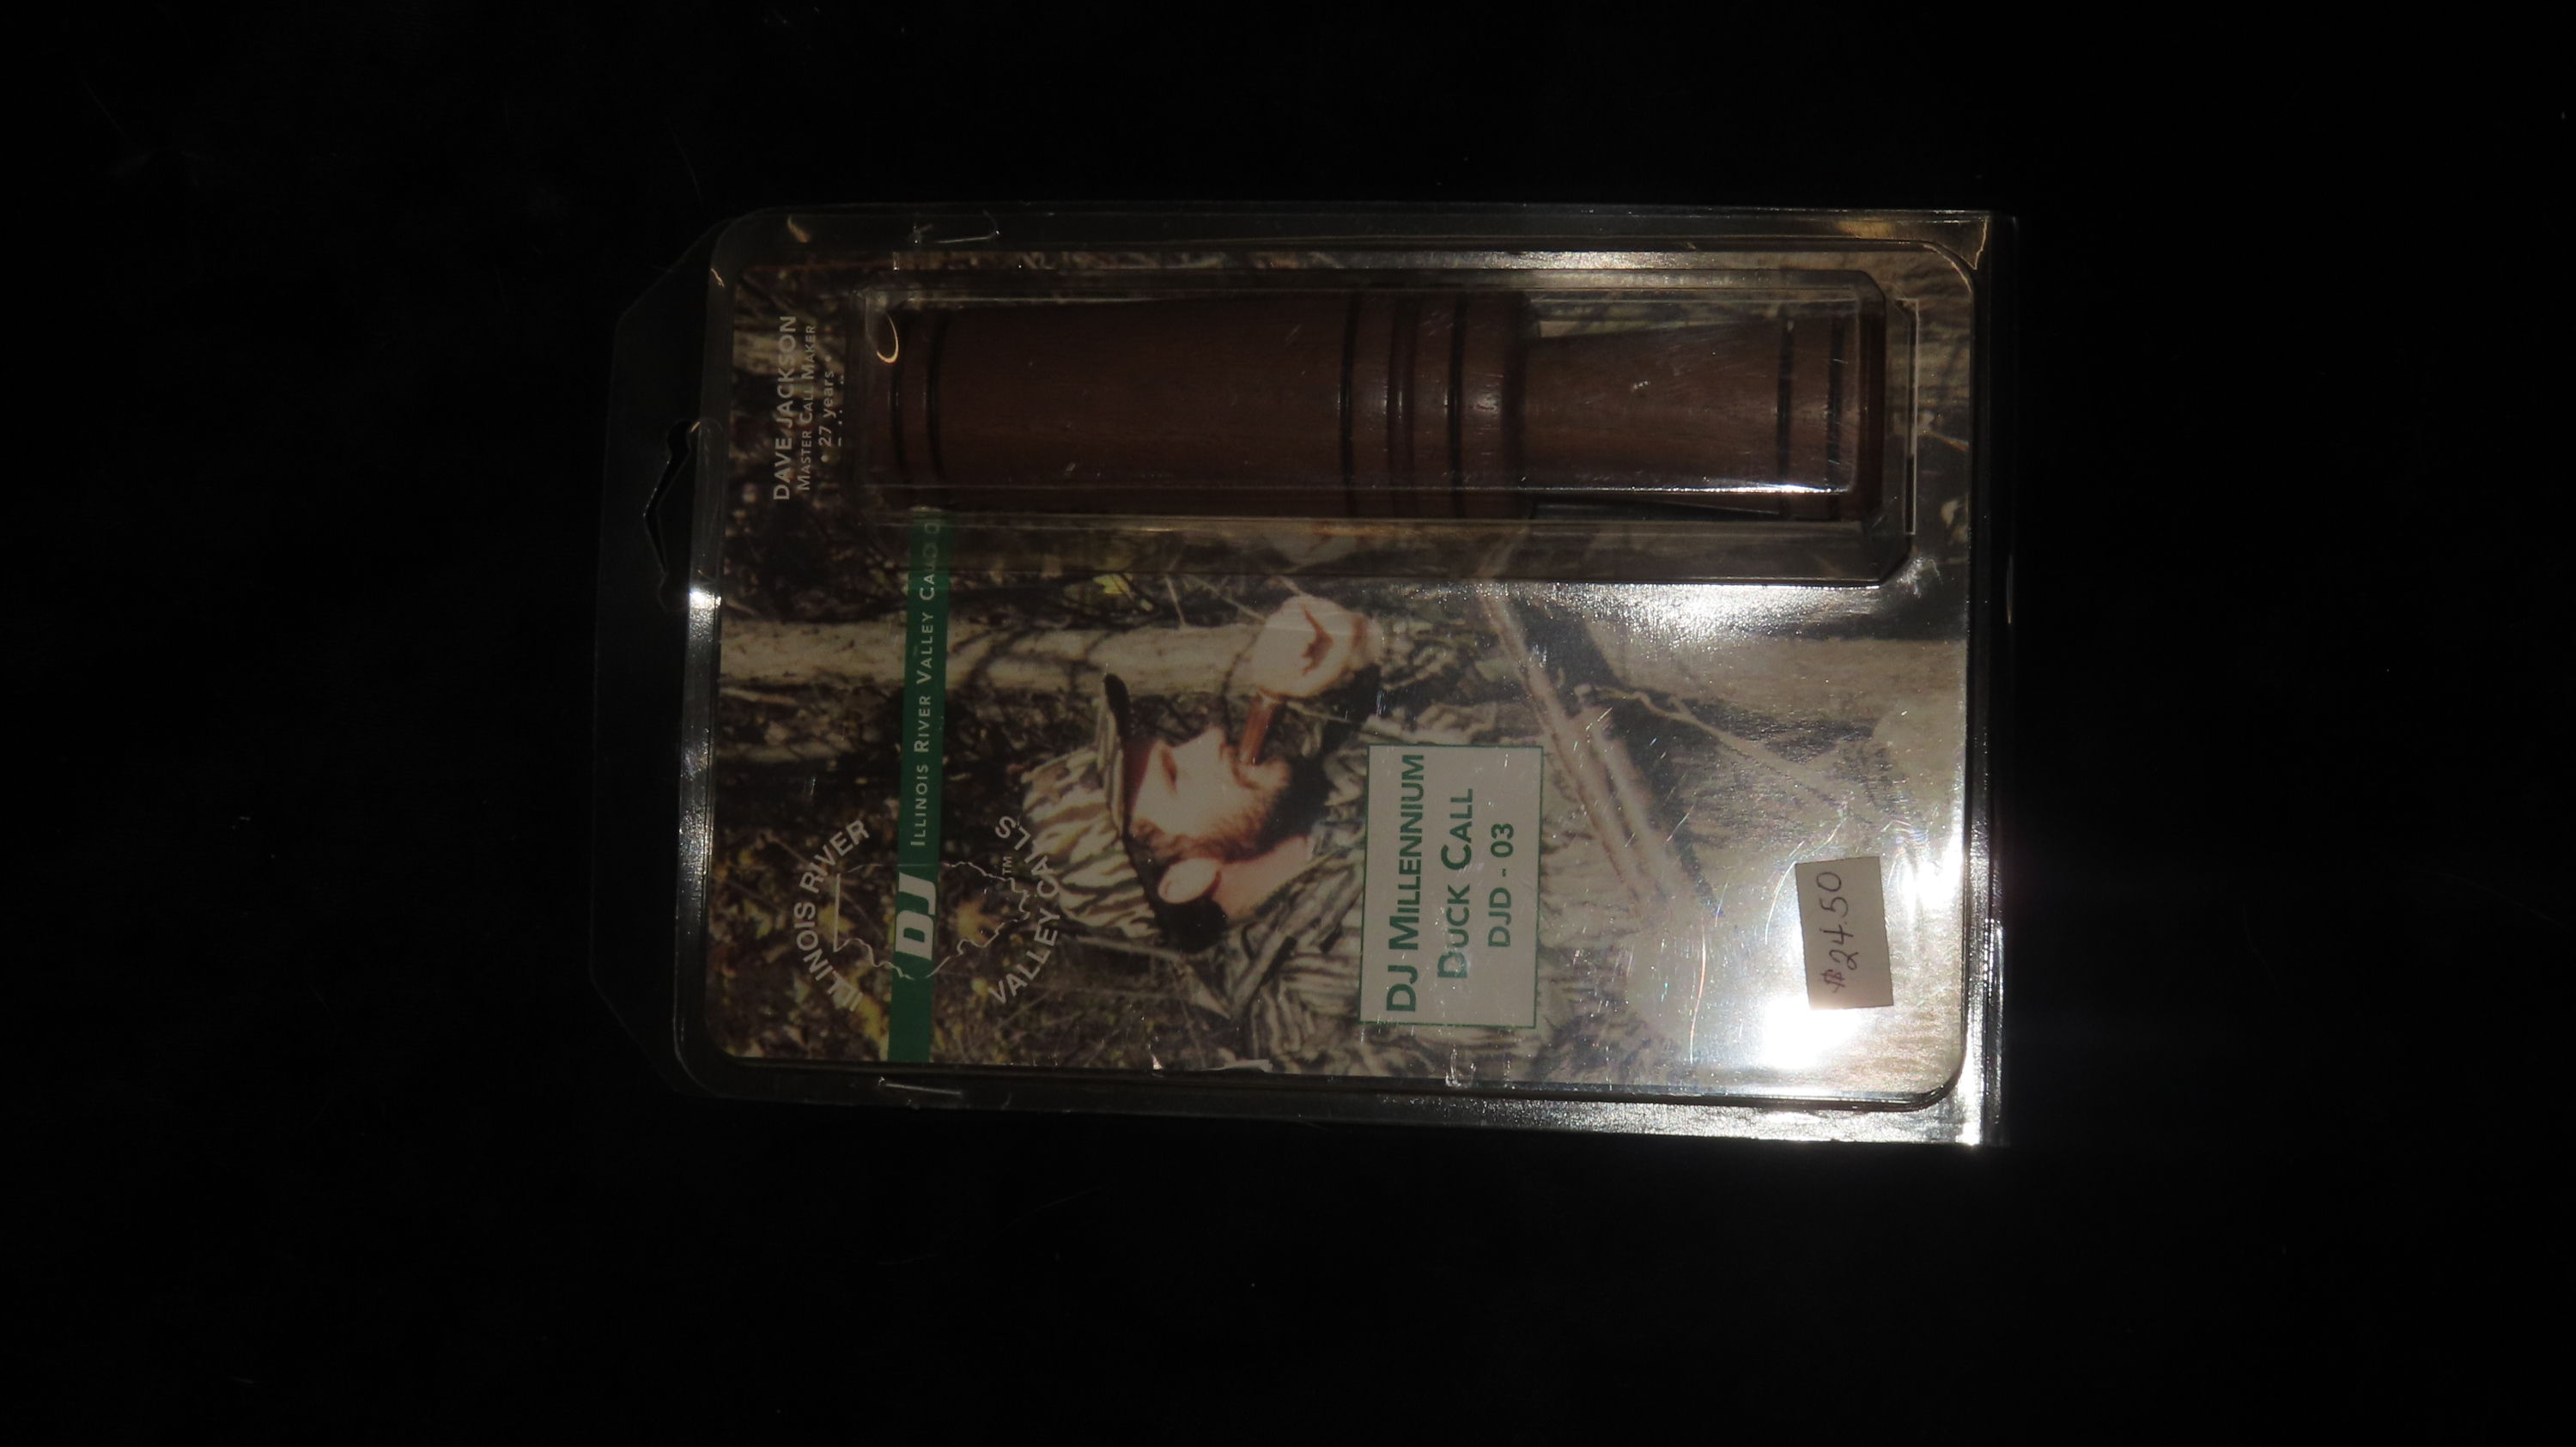 DAVE JACKSON
MASTER CALL MAKER
• 27 years •
DJ | ILLINOIS RIVER VALLEY
ILLINOIS RIVER
VALLEY CALLS
TM
DJ MILLENNIUM
DUCK CALL
DJD - 03
$24.50